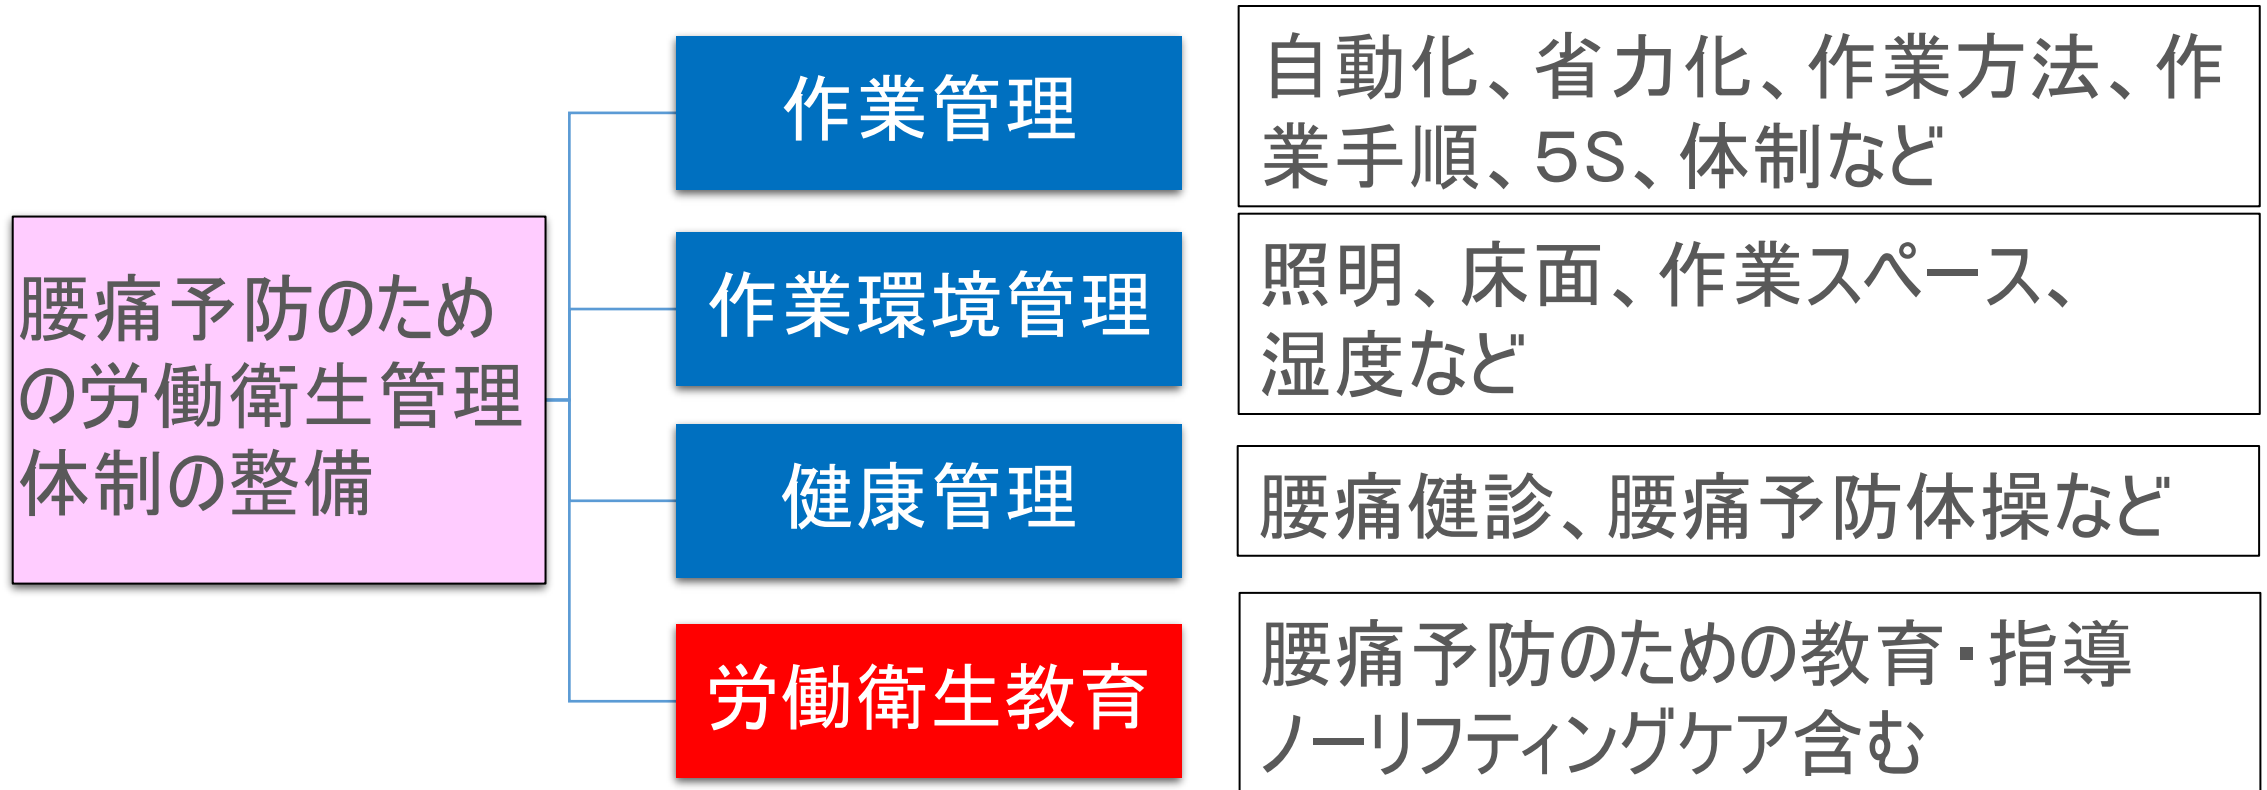 腰痛予防のため
の労働衛生管理
体制の整備
作業管理
自動化、省力化、作業方法、作
業手順、５S、体制など
作業環境管理
照明、床面、作業スペース、
湿度など
健康管理
腰痛健診、腰痛予防体操など
労働衛生教育
腰痛予防のための教育・指導
ノーリフティングケア含む